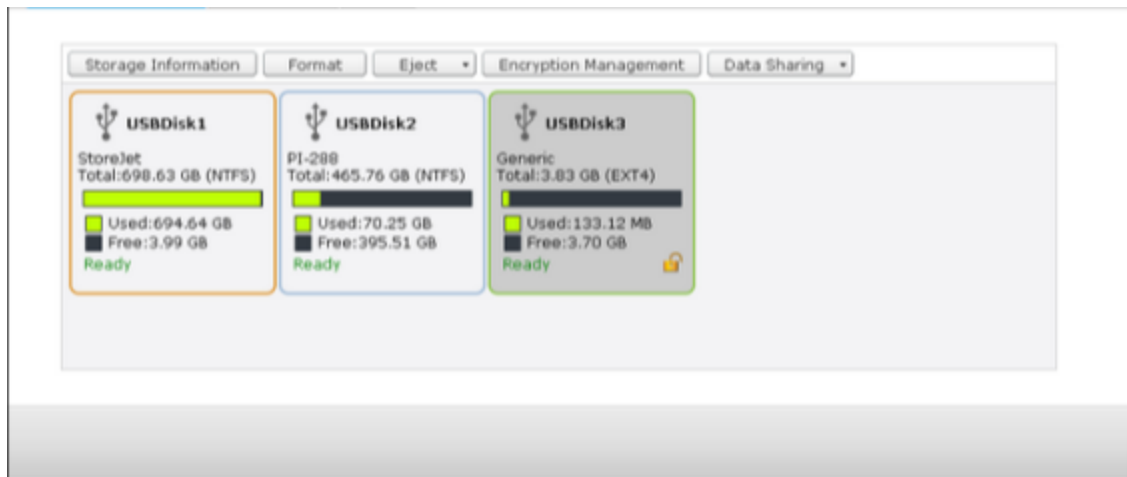 Storage Information Format Eject Encryption Management Data Sharing
USBDisk1
StoreJet
Total:698.63 GB (NTFS)
Used:694.64 GB
Free:3.99 GB
Ready
USBDisk2
PI-288
Total:465.76 GB (NTFS)
Used:70.25 GB
Free:395.51 GB
Ready
USBDisk3
Generic
Total:3.83 GB (EXT4)
Used:133.12 MB
Free:3.70 GB
Ready